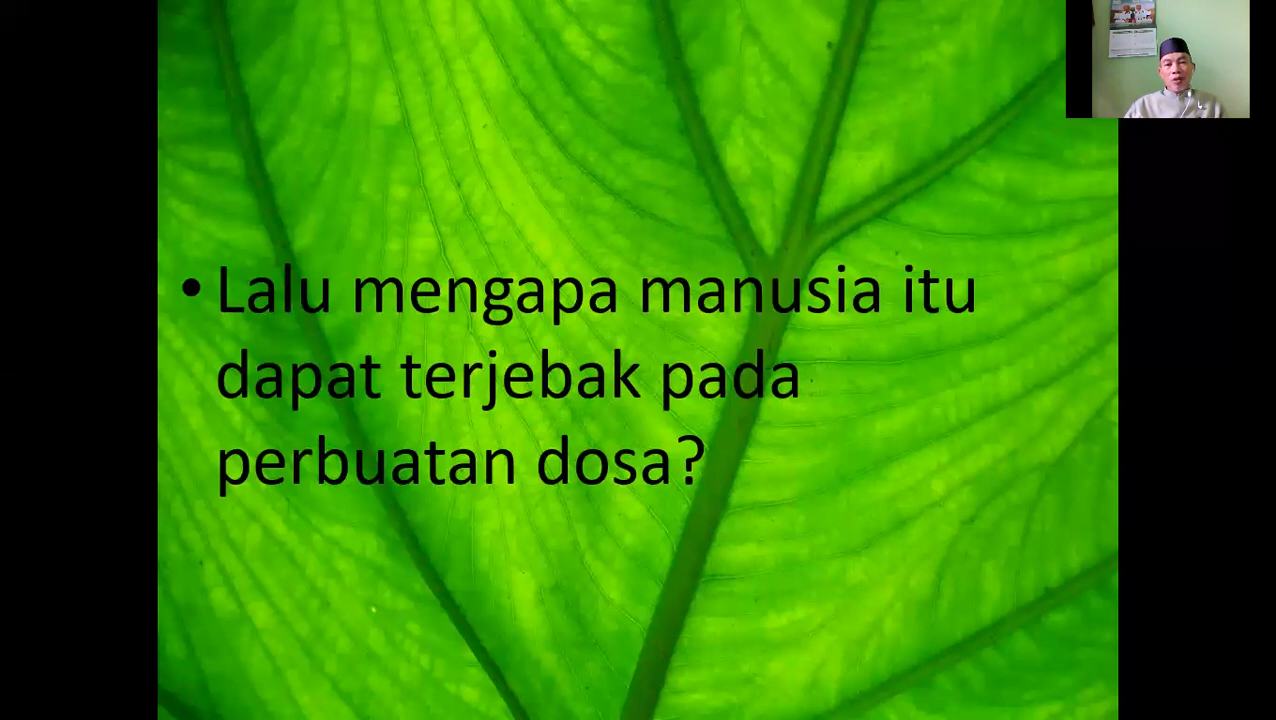 • Lalu mengapa manusia itu
dapat terjebak pada
perbuatan dosa?